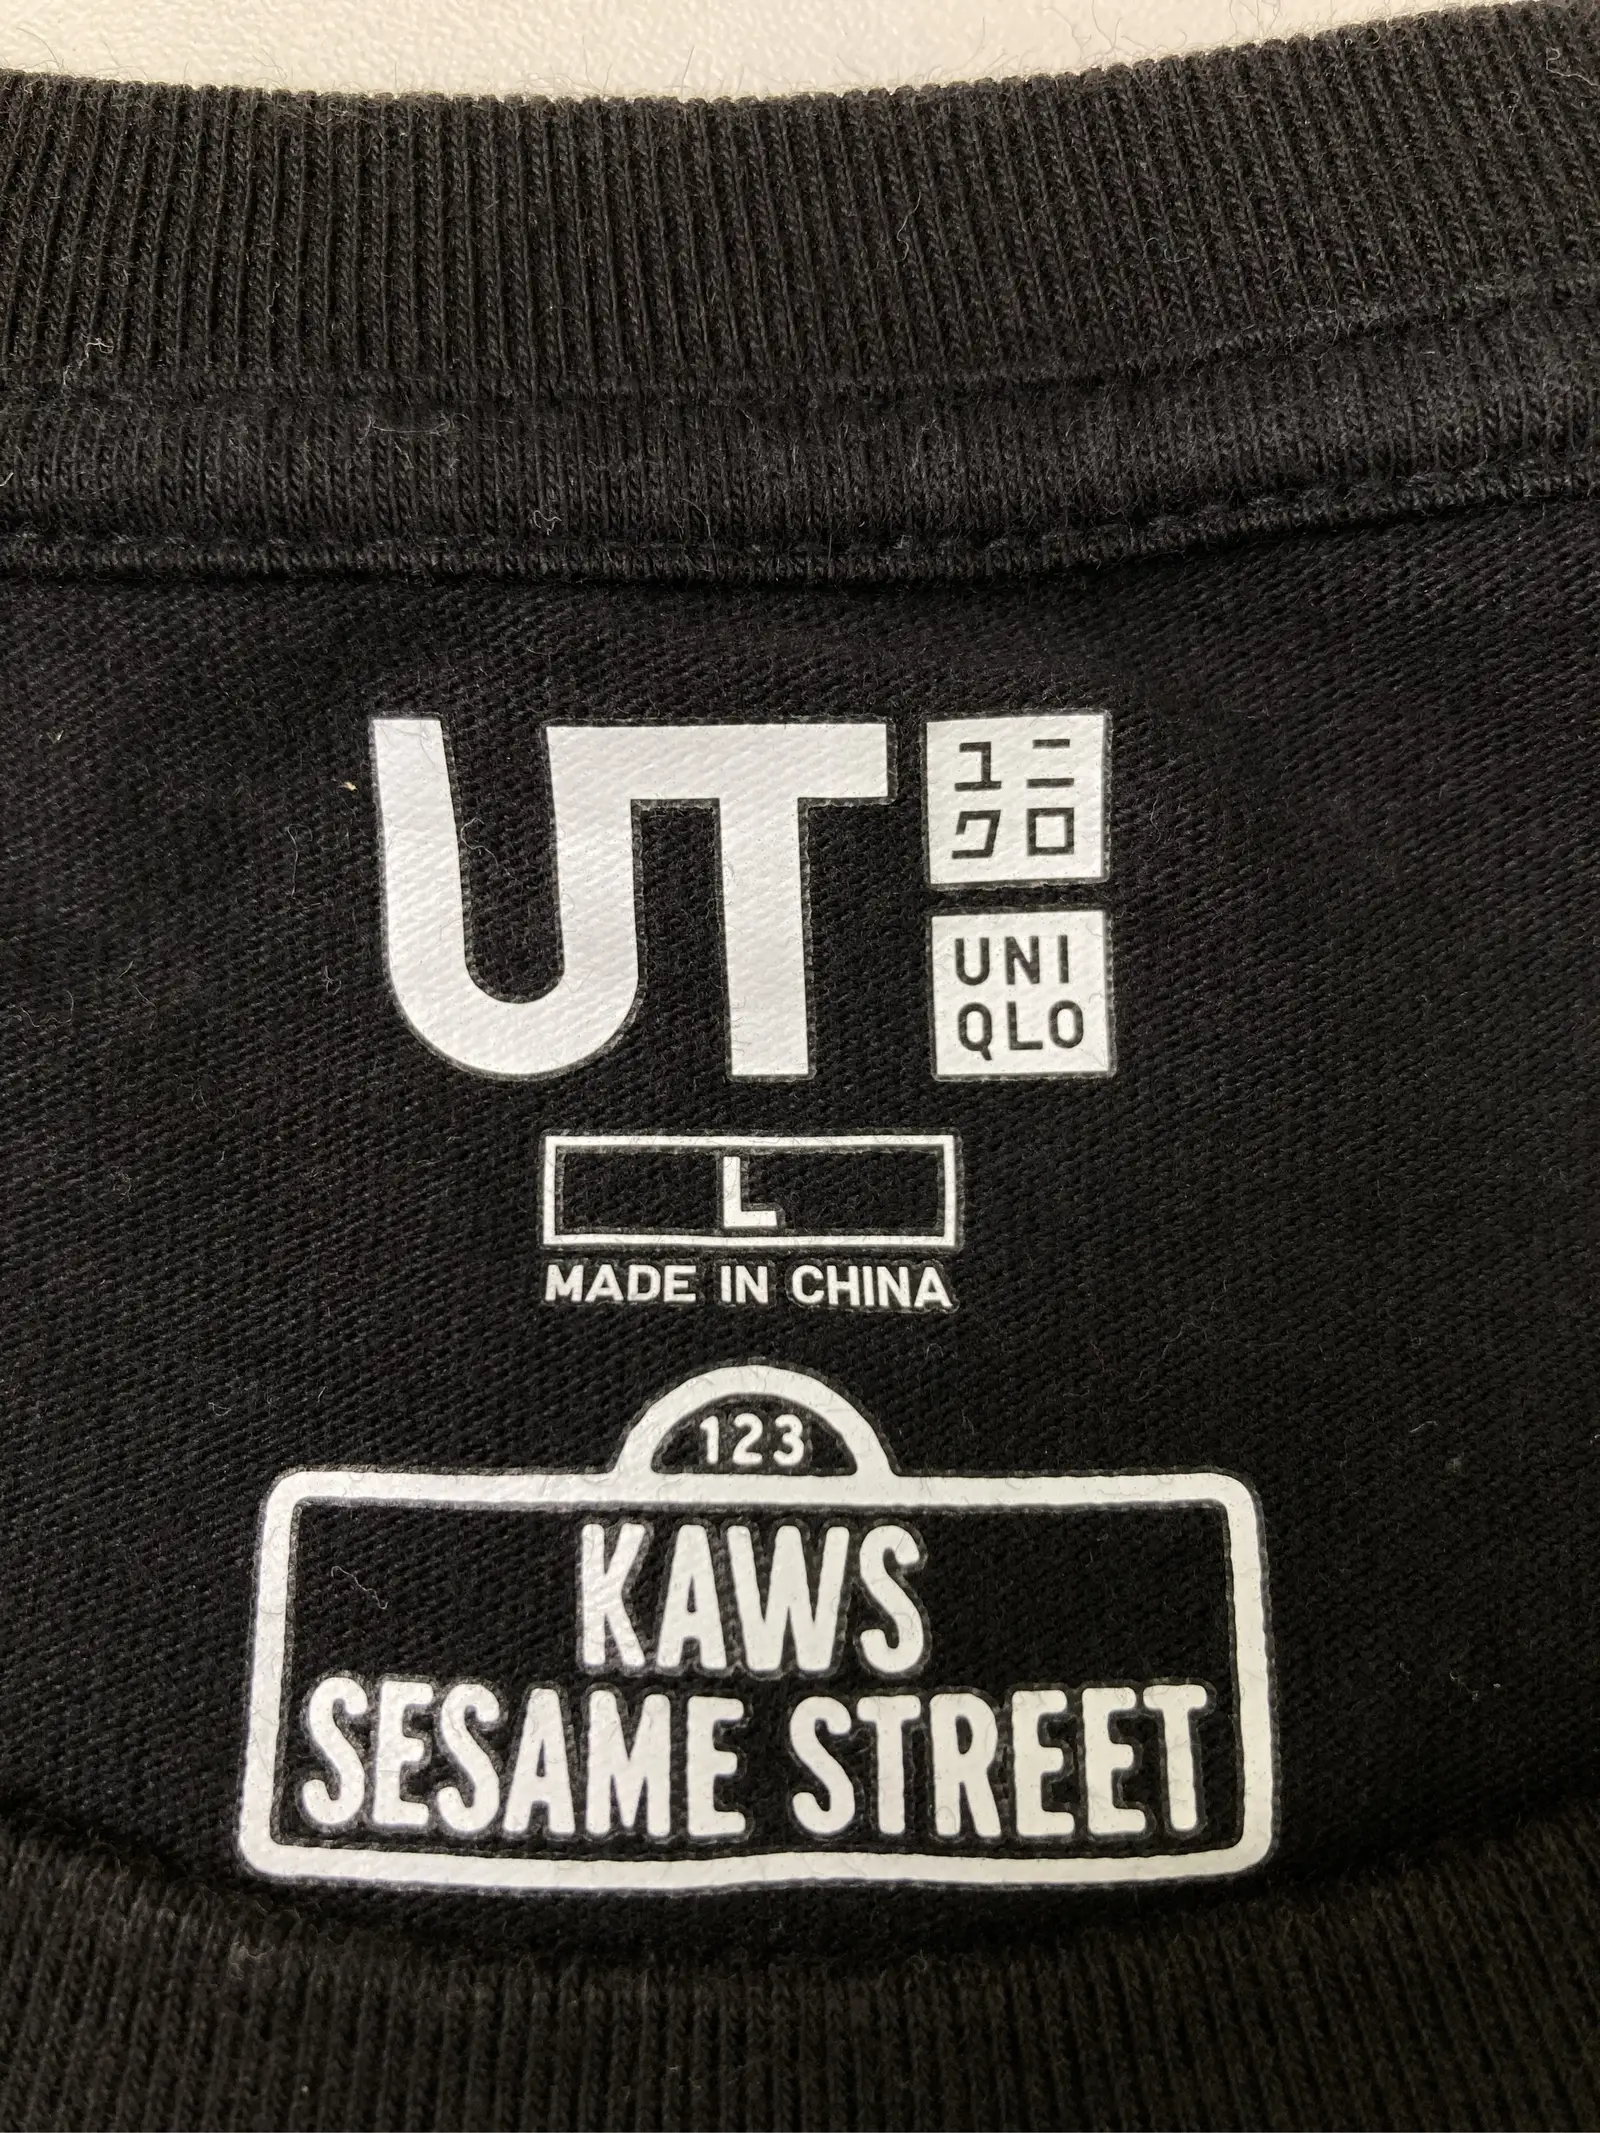 UT
ユニ
クロ
UNI
QLO
L
MADE IN CHINA
123
KAWS
SESAME STREET